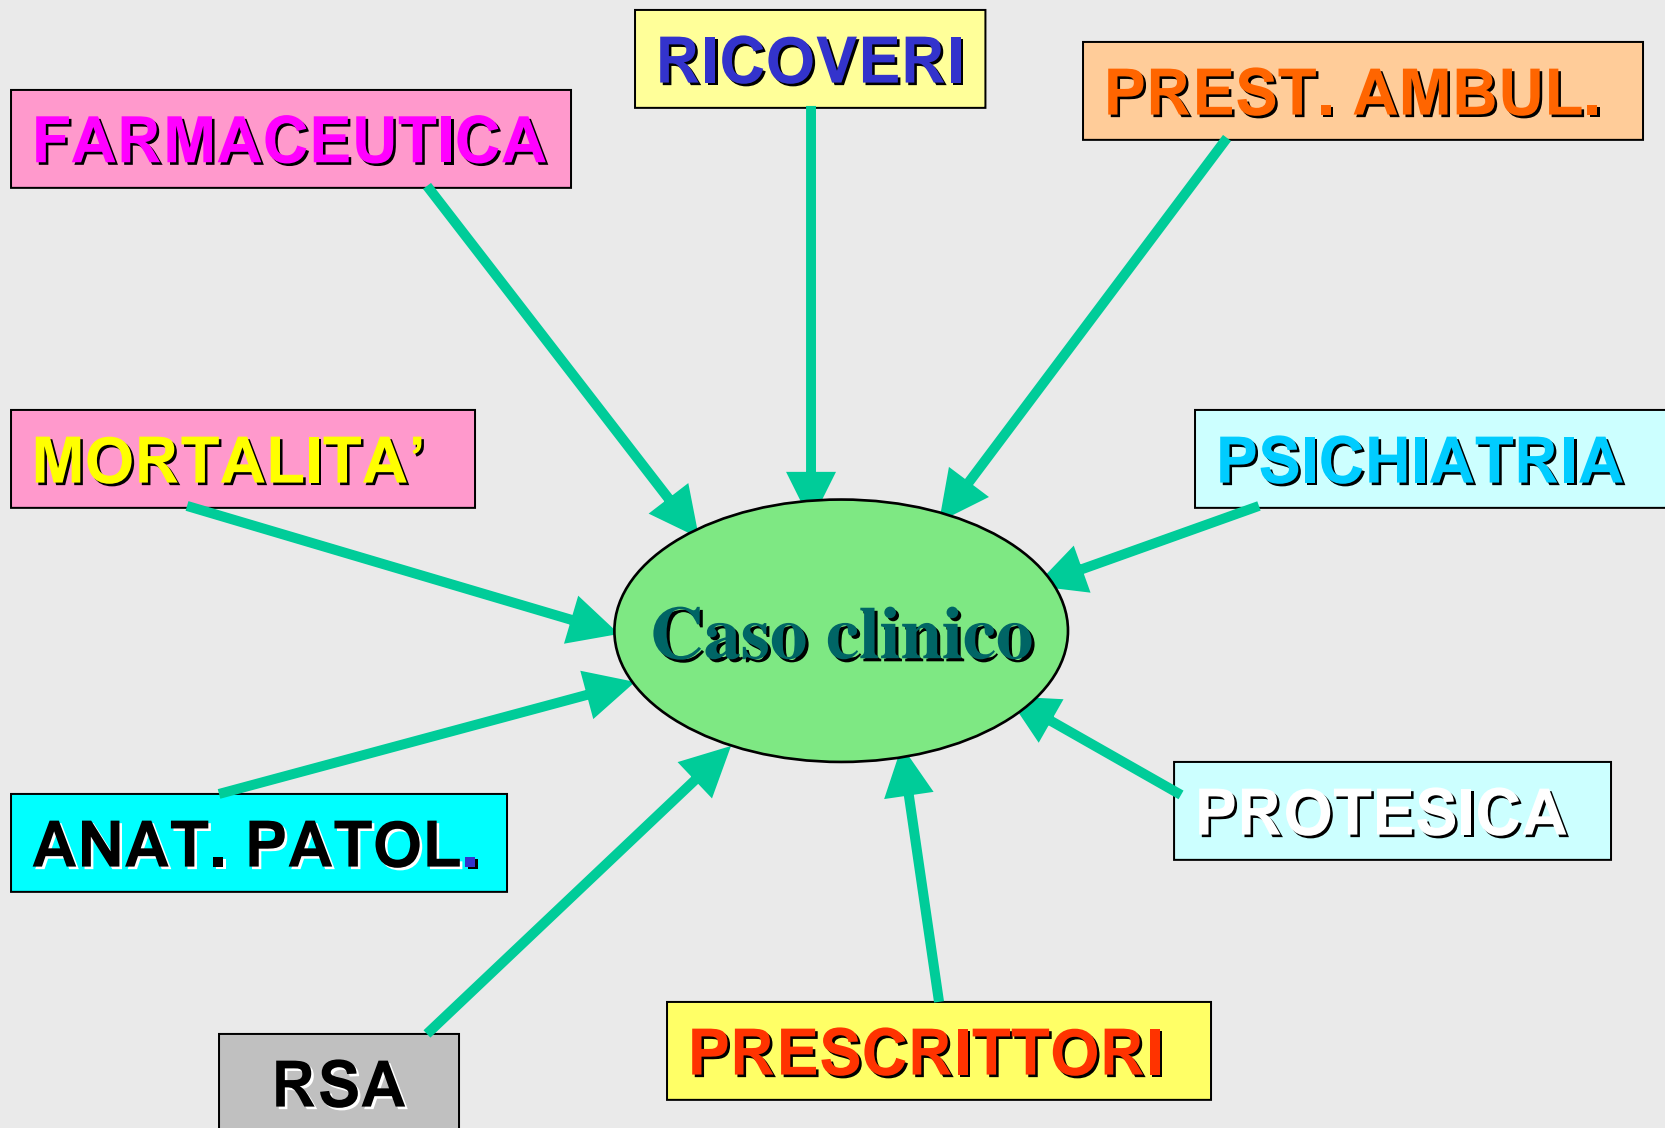 RICOVERI
PREST. AMBUL.
FARMACEUTICA
MORTALITA’
PSICHIATRIA
Caso clinico
PROTESICA
ANAT. PATOL.
PRESCRITTORI
RSA